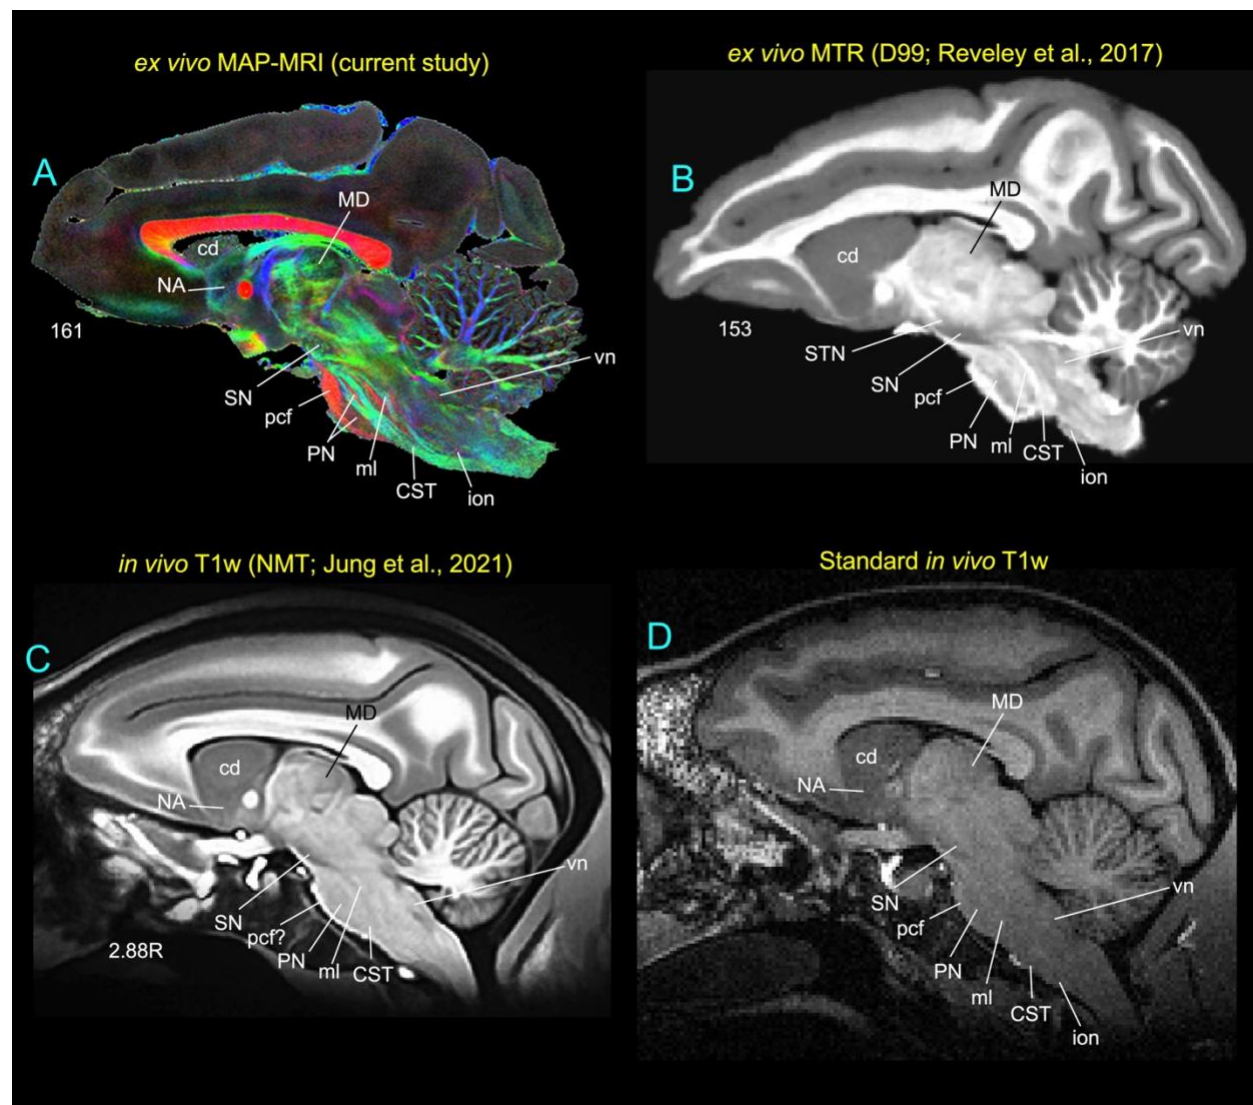 ex vivo MAP-MRI (current study)
A
MD
cd
NA
161
SN
pcf
PN
ml
CST
ion
vn
ex vivo MTR (D99; Reveley et al., 2017)
B
MD
cd
153
STN
SN
pcf
PN
ml
CST
ion
vn
in vivo T1w (NMT; Jung et al., 2021)
C
MD
cd
NA
SN
pcf?
2.88R
PN
ml
CST
vn
Standard in vivo T1w
D
MD
cd
NA
SN
pcf
PN
ml
CST
ion
vn